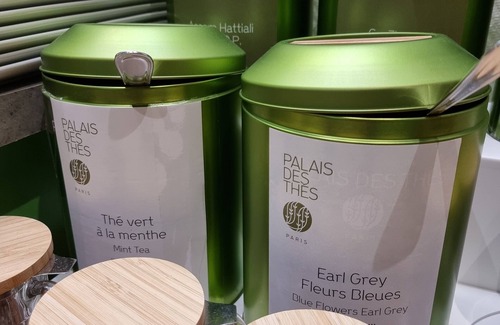 Hattiali
PALAIS
DES
THÉS
PARIS
Thé vert
à la menthe
Mint Tea
PALAIS
DES
THÉS
PARIS
Earl Grey
Fleurs Bleues
Blue Flowers Earl Grey